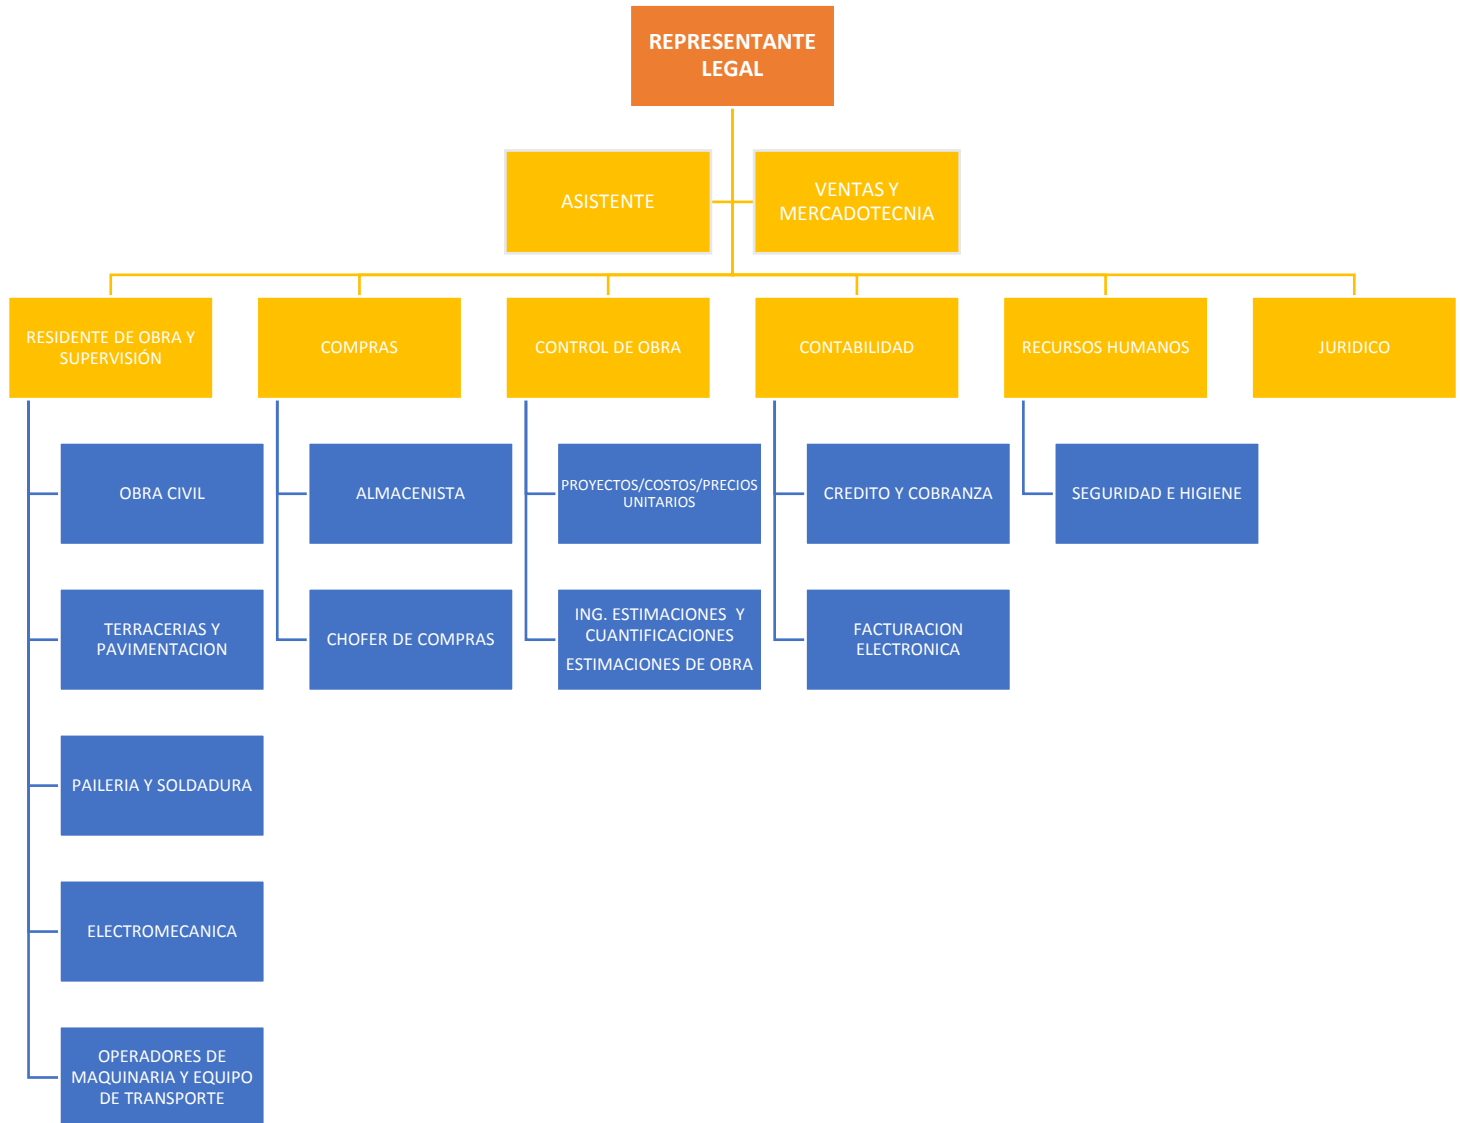 REPRESENTANTE
LEGAL
ASISTENTE
VENTAS Y
MERCADOTECNIA
RESIDENTE DE OBRA Y
SUPERVISIÓN
COMPRAS
CONTROL DE OBRA
CONTABILIDAD
RECURSOS HUMANOS
JURIDICO
OBRA CIVIL
ALMACENISTA
PROYECTOS/COSTOS/PRECIOS
UNITARIOS
CREDITO Y COBRANZA
SEGURIDAD E HIGIENE
TERRACERIAS Y
PAVIMENTACION
CHOFER DE COMPRAS
ING. ESTIMACIONES Y
CUANTIFICACIONES
ESTIMACIONES DE OBRA
FACTURACION
ELECTRONICA
PAILERIA Y SOLDADURA
ELECTROMECANICA
OPERADORES DE
MAQUINARIA Y EQUIPO
DE TRANSPORTE